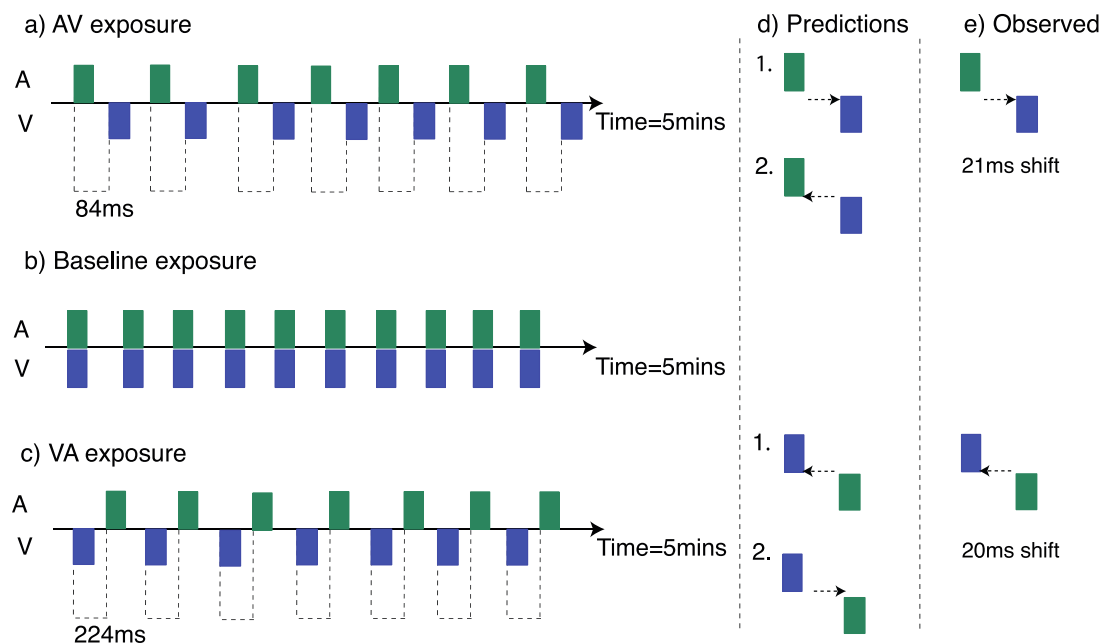 a) AV exposure
A
V
Time=5mins
84ms
b) Baseline exposure
A
V
Time=5mins
c) VA exposure
A
V
Time=5mins
224ms
d) Predictions
1.
2.
1.
2.
e) Observed
21ms shift
20ms shift